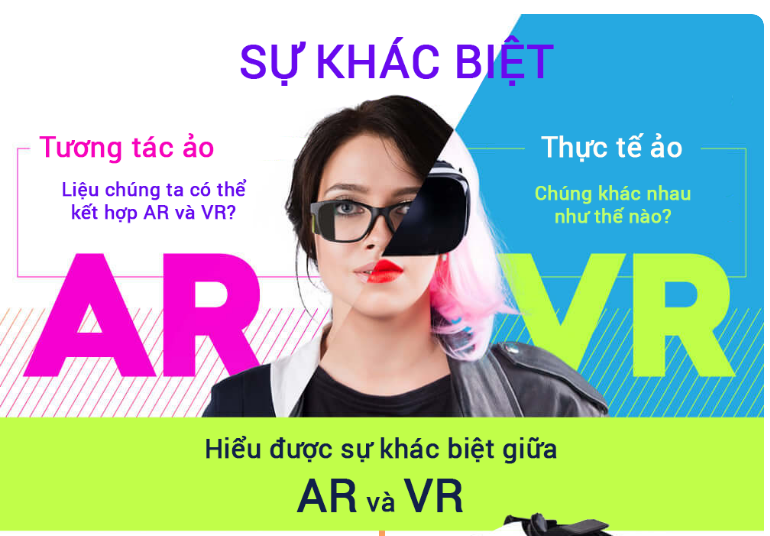 SỰ KHÁC BIỆT
Tương tác ảo
Liệu chúng ta có thể
kết hợp AR và VR?
AR
Thực tế ảo
Chúng khác nhau
như thế nào?
VR
Hiểu được sự khác biệt giữa
AR và VR